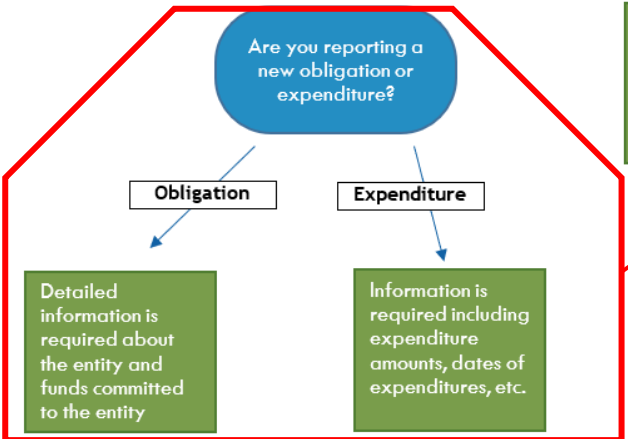 Are you reporting a
new obligation or
expenditure?
Obligation
Expenditure
Detailed
information is
required about
the entity and
funds committed
to the entity
Information is
required including
expenditure
amounts, dates of
expenditures, etc.